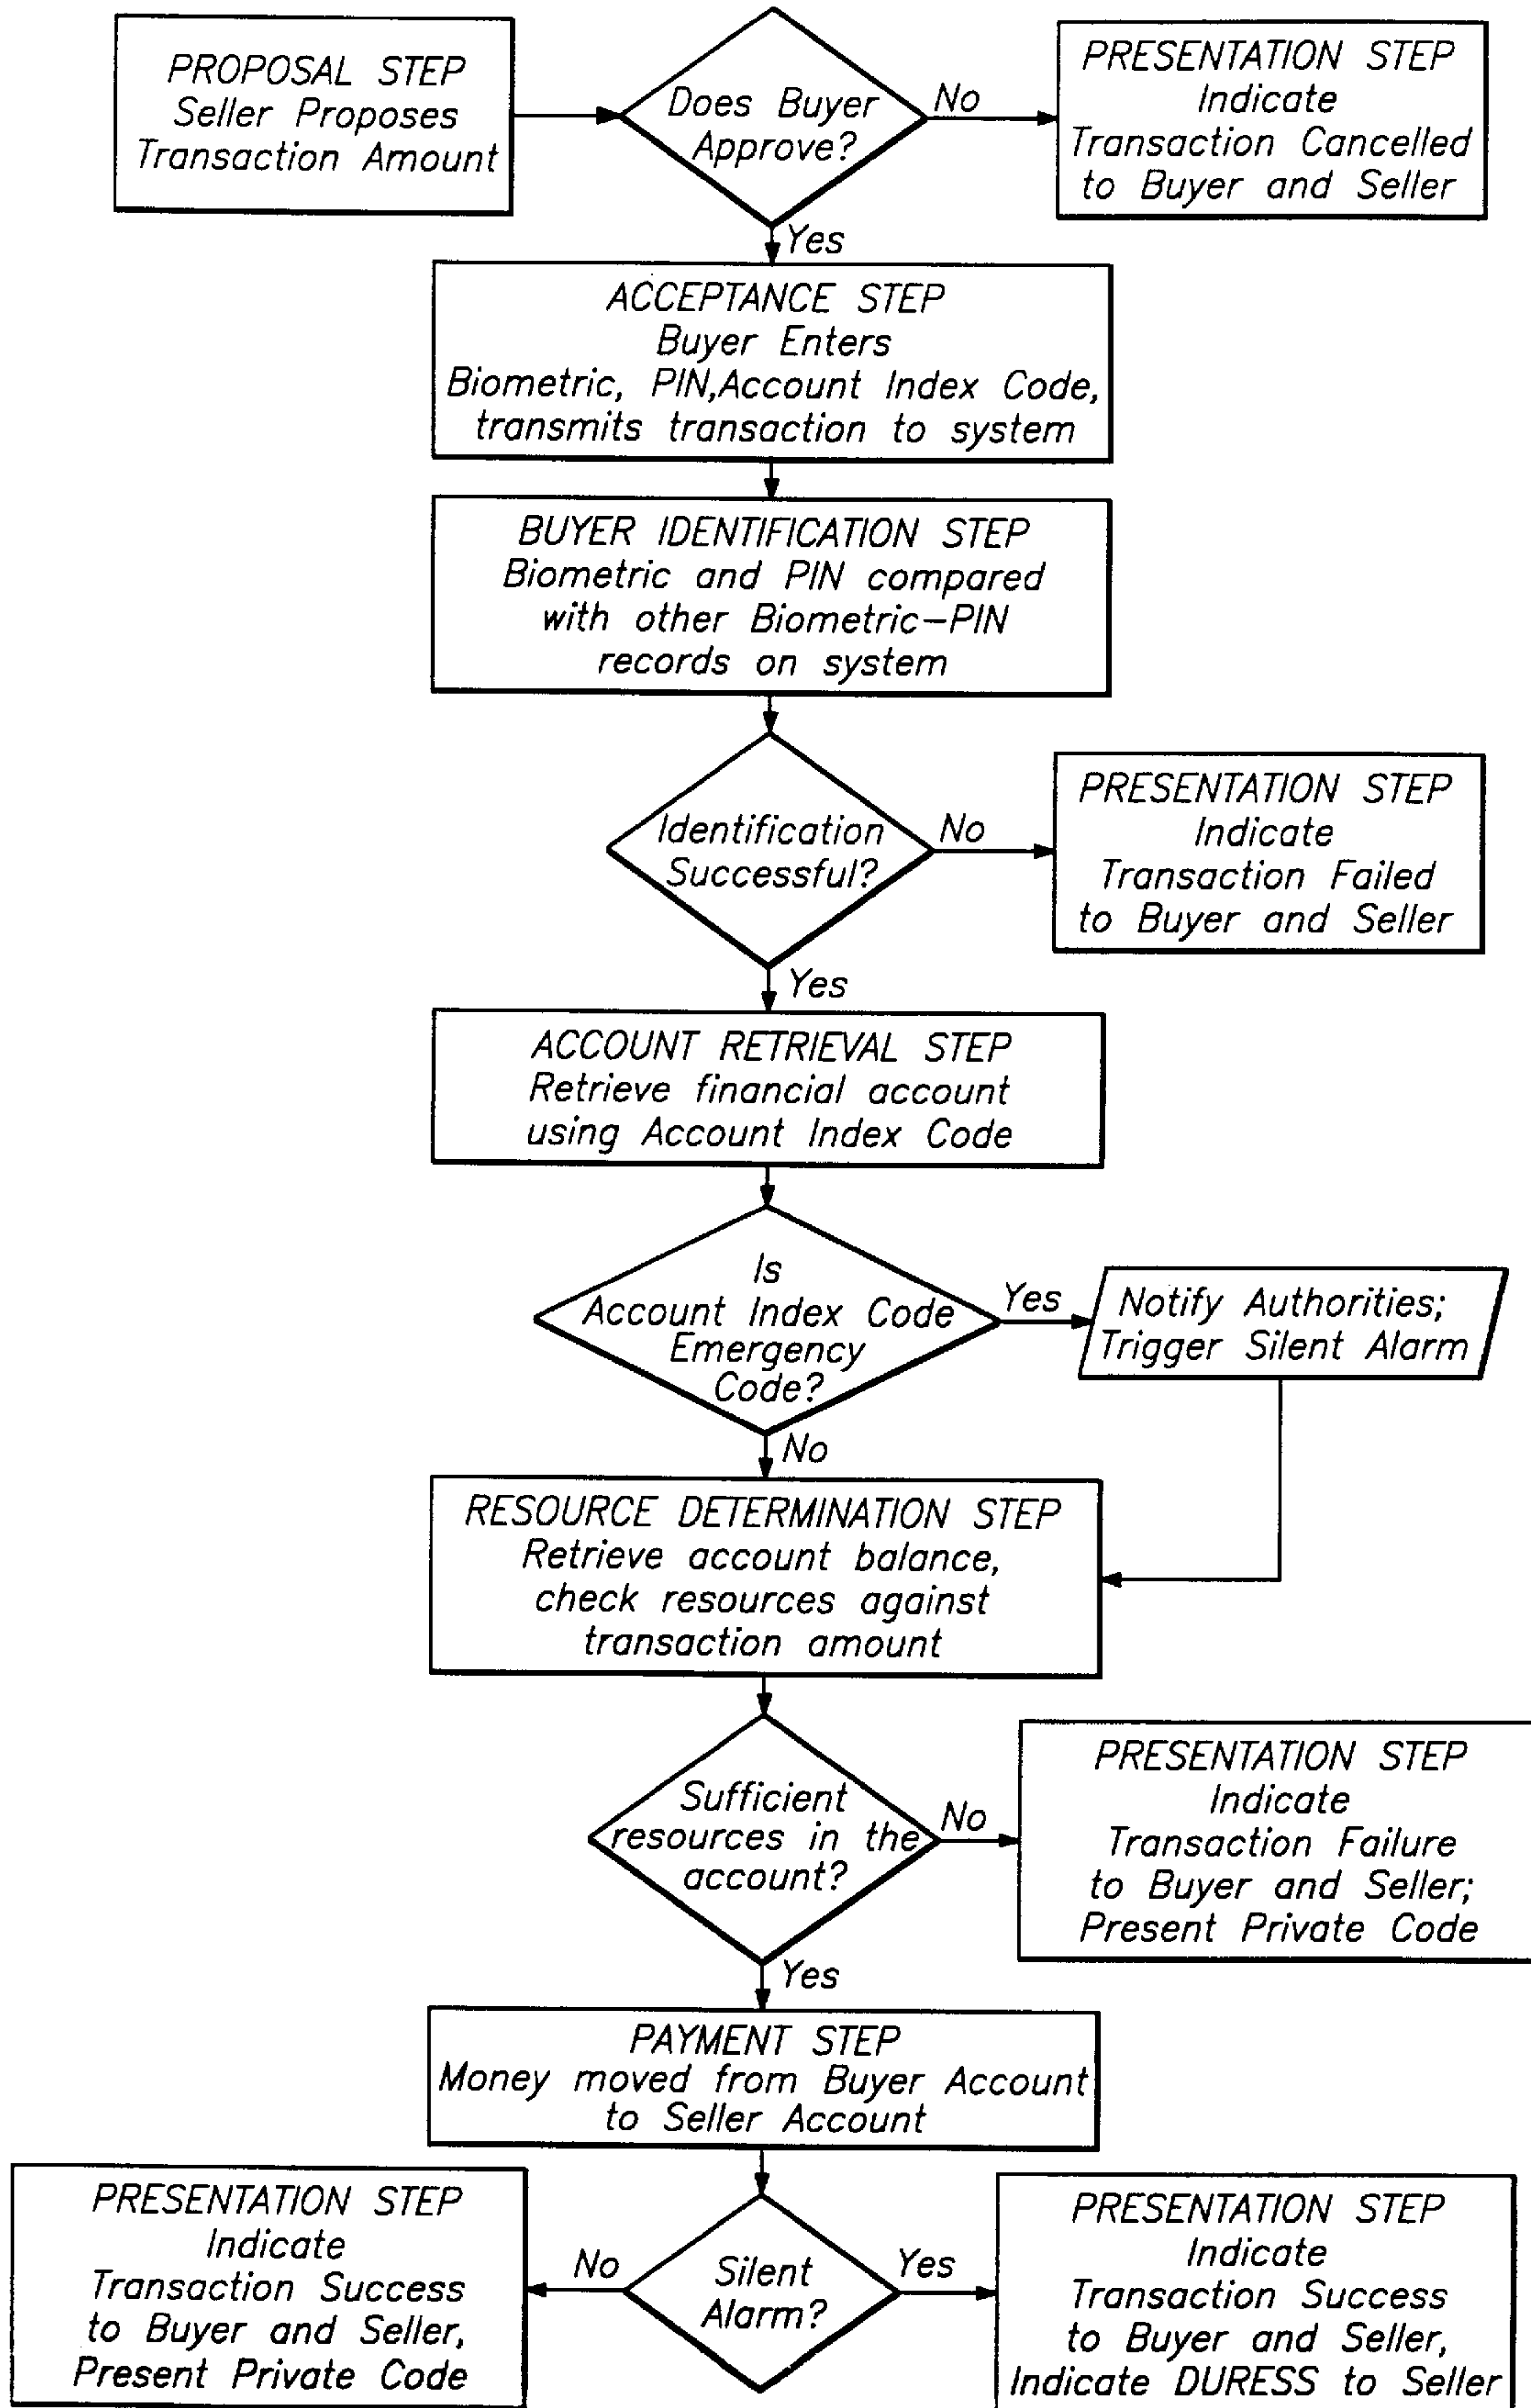 PROPOSAL STEP
Seller Proposes
Transaction Amount
Does Buyer
Approve?
No
PRESENTATION STEP
Indicate
Transaction Cancelled
to Buyer and Seller
Yes
ACCEPTANCE STEP
Buyer Enters
Biometric, PIN,Account Index Code,
transmits transaction to system
BUYER IDENTIFICATION STEP
Biometric and PIN compared
with other Biometric-PIN
records on system
Identification
Successful?
No
PRESENTATION STEP
Indicate
Transaction Failed
to Buyer and Seller
Yes
ACCOUNT RETRIEVAL STEP
Retrieve financial account
using Account Index Code
Is
Account Index Code
Emergency
Code?
Yes
Notify Authorities;
Trigger Silent Alarm
No
RESOURCE DETERMINATION STEP
Retrieve account balance,
check resources against
transaction amount
Sufficient
resources in the
account?
No
PRESENTATION STEP
Indicate
Transaction Failure
to Buyer and Seller;
Present Private Code
Yes
PAYMENT STEP
Money moved from Buyer Account
to Seller Account
PRESENTATION STEP
Indicate
Transaction Success
to Buyer and Seller,
Present Private Code
No
Silent
Alarm?
Yes
PRESENTATION STEP
Indicate
Transaction Success
to Buyer and Seller,
Indicate DURESS to Seller